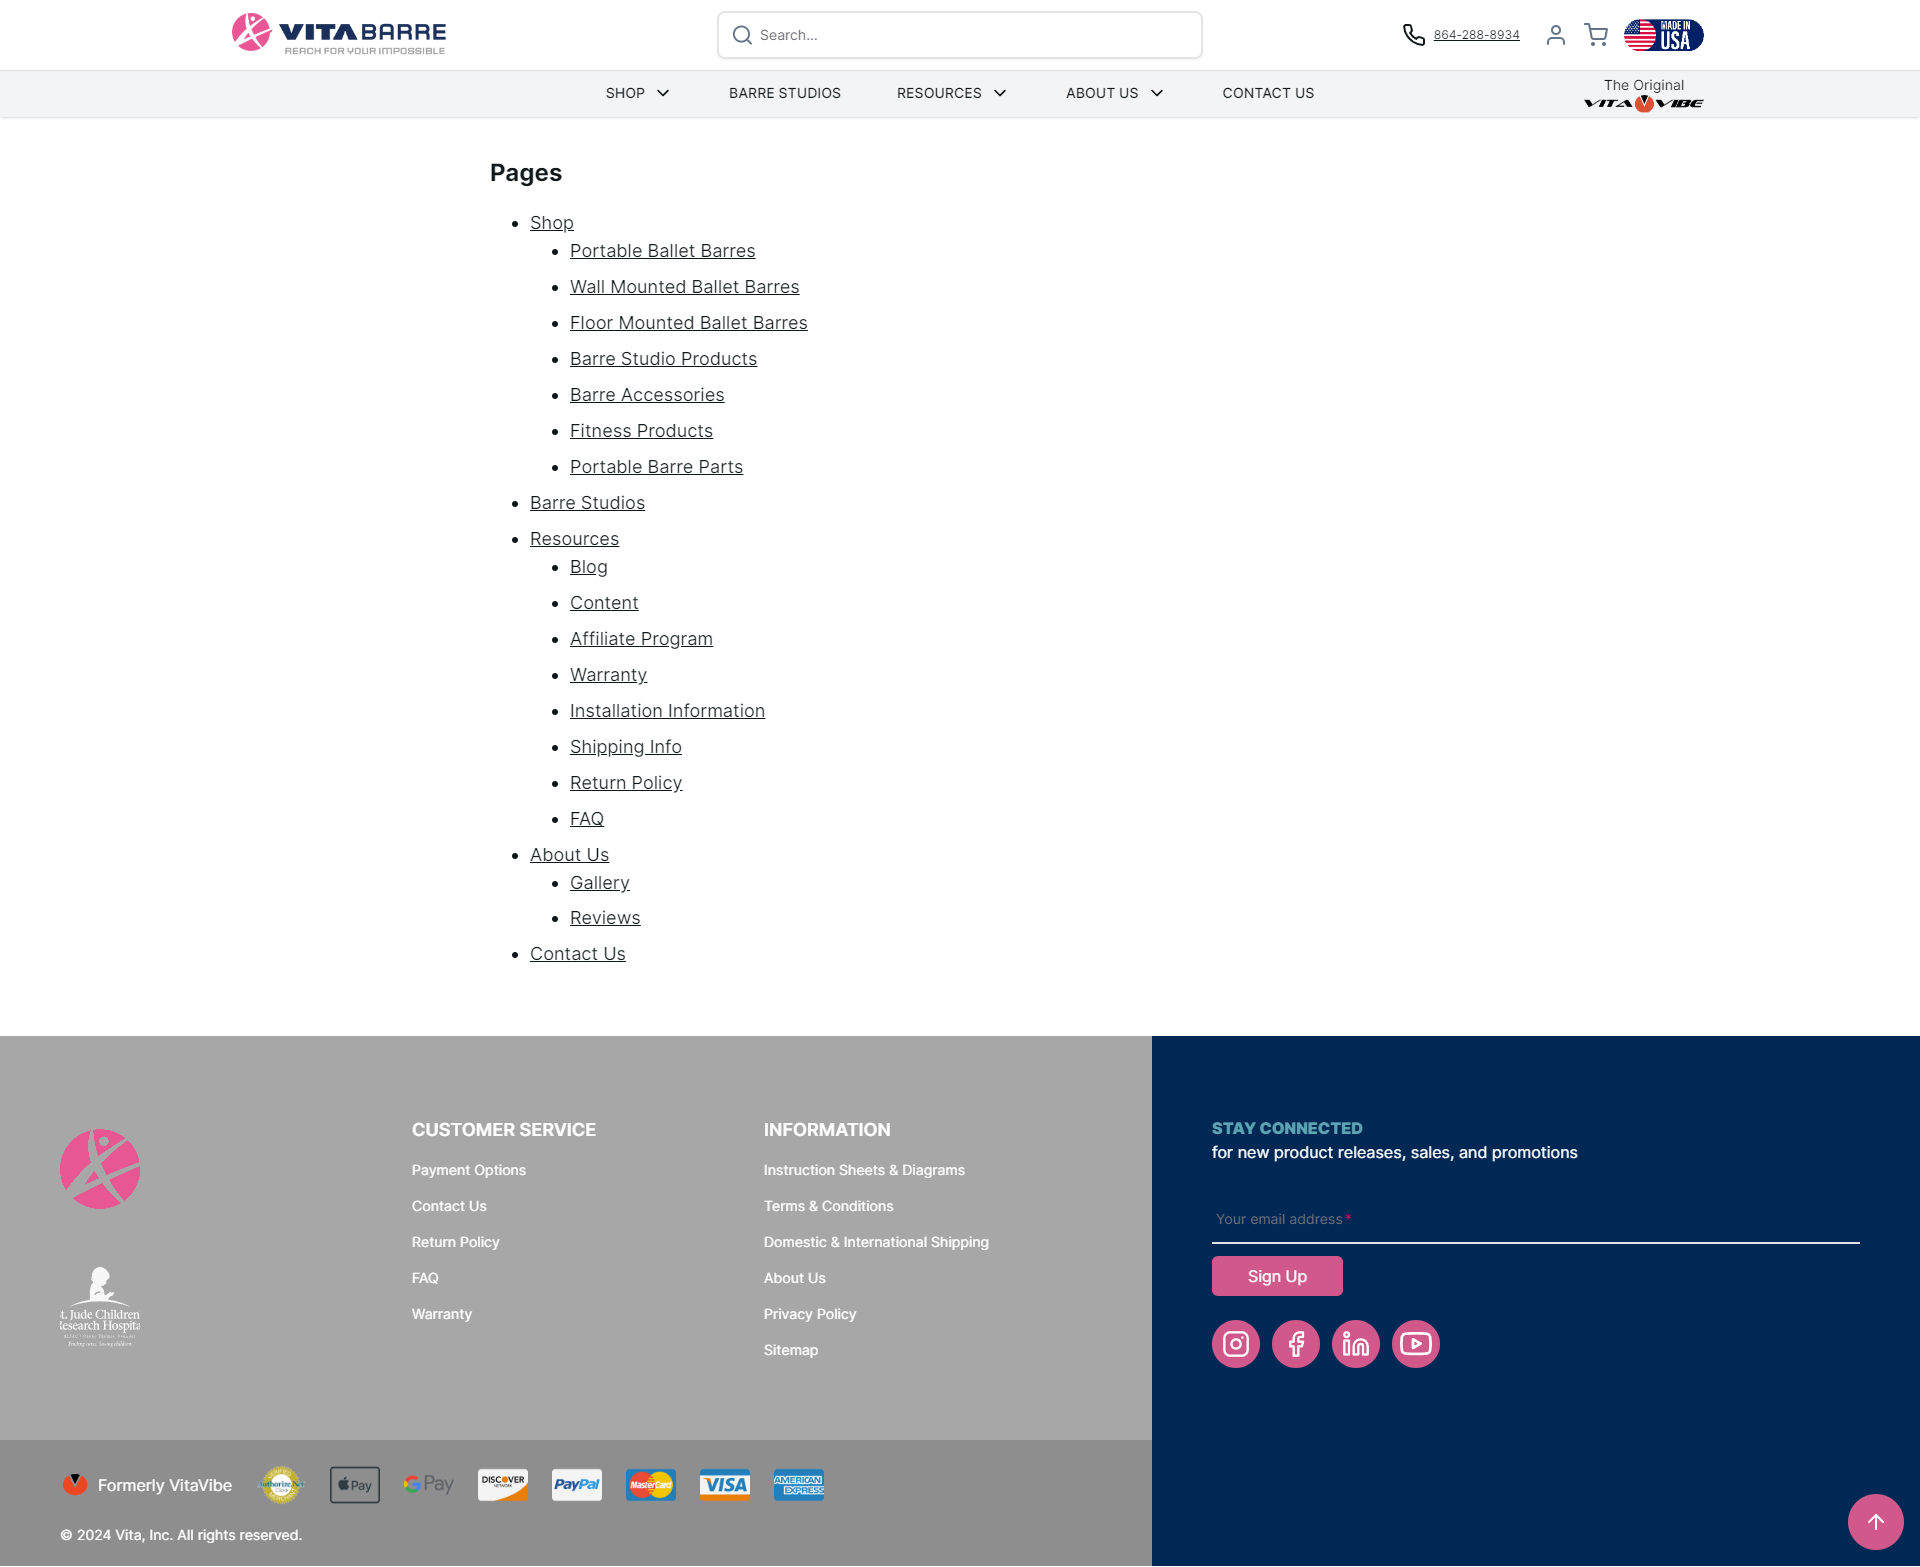 VITABARRE
REACH FOR YOUR IMPOSSIBLE
Search...
864-288-8934
MADE IN
USA
SHOP
BARRE STUDIOS
RESOURCES
ABOUT US
CONTACT US
The Original
VITA VIBE
Pages
Shop
Portable Ballet Barres
Wall Mounted Ballet Barres
Floor Mounted Ballet Barres
Barre Studio Products
Barre Accessories
Fitness Products
Portable Barre Parts
Barre Studios
Resources
Blog
Content
Affiliate Program
Warranty
Installation Information
Shipping Info
Return Policy
FAQ
About Us
Gallery
Reviews
Contact Us
CUSTOMER SERVICE
Payment Options
Contact Us
Return Policy
FAQ
Warranty
INFORMATION
Instruction Sheets & Diagrams
Terms & Conditions
Domestic & International Shipping
About Us
Privacy Policy
Sitemap
STAY CONNECTED
for new product releases, sales, and promotions
Your email address*
Sign Up
t. Jude Children
Research Hospita
Formerly VitaVibe
Authorize.Net
Pay
G Pay
DISCOVER
NETWORK
PayPal
MasterCard
VISA
AMERICAN
EXPRESS
© 2024 Vita, Inc. All rights reserved.